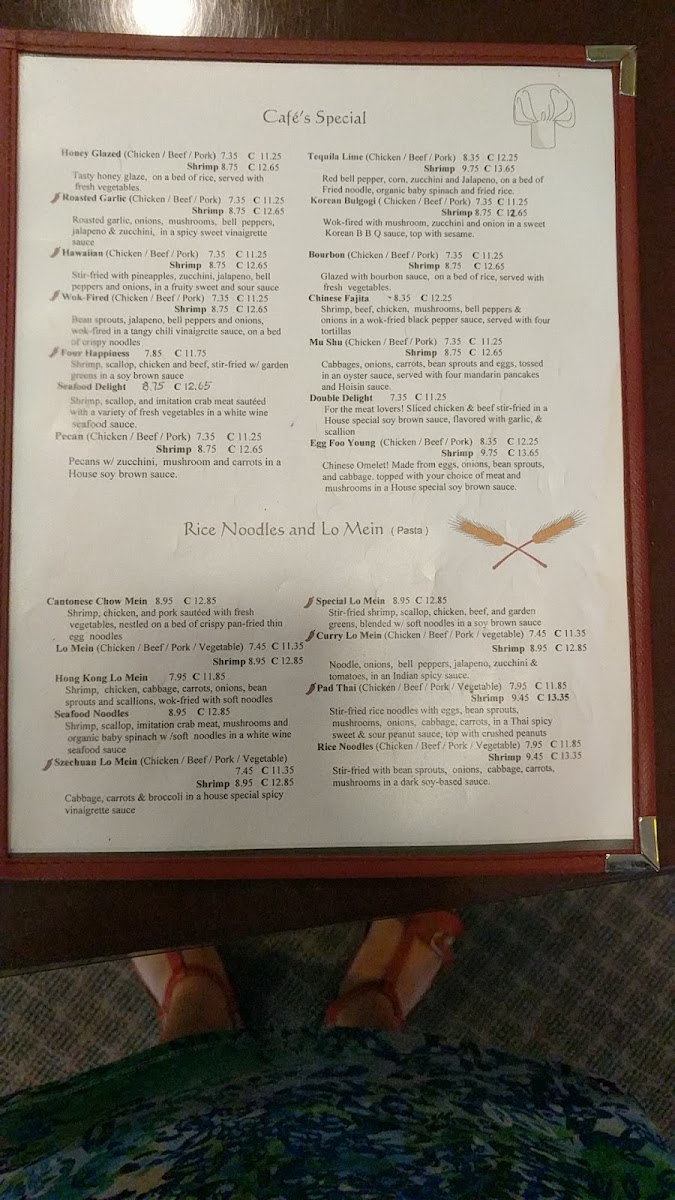 Café's Special
Honey Glazed (Chicken / Beef / Pork) 7.35 C 11.25
Shrimp 8.75 C 12.65
Tasty honey glaze, on a bed of rice, served with
fresh vegetables.
Roasted Garlic (Chicken / Beef / Pork) 7.35 C 11.25
Shrimp 8.75 C 12.65
Roasted garlic, onions, mushrooms, bell peppers,
jalapeno & zucchini, in a spicy sweet vinaigrette
sauce
Hawaiian (Chicken / Beef / Pork) 7.35 C 11.25
Shrimp 8.75 C 12.65
Stir-fried with pineapples, zucchini, jalapeno, bell
peppers and onions, in a fruity sweet and sour sauce
Wok-Fired (Chicken / Beef / Pork) 7.35 C 11.25
Shrimp 8.75 C 12.65
Bean sprouts, jalapeno, bell peppers and onions,
wok-fired in a tangy chili vinaigrette sauce, on a bed
of crispy noodles
Four Happiness 7.85 C 11.75
Shrimp, scallop, chicken and beef, stir-fried w/ garden
greens in a soy brown sauce
Seafood Delight 8.75 C 12.65
Shrimp, scallop, and imitation crab meat sautéed
with a variety of fresh vegetables in a white wine
seafood sauce.
Pecan (Chicken / Beef / Pork) 7.35 C 11.25
Shrimp 8.75 C 12.65
Pecans w/ zucchini, mushroom and carrots in a
House soy brown sauce.
Tequila Lime (Chicken / Beef / Pork) 8.35 C 12.25
Shrimp 9.75 C 13.65
Red bell pepper, corn, zucchini and Jalapeno, on a bed of
Fried noodle, organic baby spinach and fried rice.
Korean Bulgogi ( Chicken / Beef / Pork) 7.35 C 11.25
Shrimp 8.75 C 12.65
Wok-fired with mushroom, zucchini and onion in a sweet
Korean B B Q sauce, top with sesame.
Bourbon (Chicken / Beef / Pork) 7.35 C 11.25
Shrimp 8.75 C 12.65
Glazed with bourbon sauce, on a bed of rice, served with
fresh vegetables.
Chinese Fajita 8.35 C 12.25
Shrimp, beef, chicken, mushrooms, bell peppers &
onions in a wok-fired black pepper sauce, served with four
tortillas
Mu Shu (Chicken / Beef / Pork) 7.35 C 11.25
Shrimp 8.75 C 12.65
Cabbages, onions, carrots, bean sprouts and eggs, tossed
in an oyster sauce, served with four mandarin pancakes
and Hoisin sauce.
Double Delight 7.35 C 11.25
For the meat lovers! Sliced chicken & beef stir-fried in a
House special soy brown sauce, flavored with garlic, &
scallion
Egg Foo Young (Chicken / Beef / Pork) 8.35 C 12.25
Shrimp 9.75 C 13.65
Chinese Omelet! Made from eggs, onions, bean sprouts,
and cabbage. topped with your choice of meat and
mushrooms in a House special soy brown sauce.
Rice Noodles and Lo Mein ( Pasta )
Cantonese Chow Mein 8.95 C 12.85
Shrimp, chicken, and pork sautéed with fresh
vegetables, nestled on a bed of crispy pan-fried thin
egg noodles
Lo Mein (Chicken / Beef / Pork / Vegetable) 7.45 C 11.35
Shrimp 8.95 C 12.85
Hong Kong Lo Mein 7.95 C 11.85
Shrimp, chicken, cabbage, carrots, onions, bean
sprouts and scallions, wok-fried with soft noodles
Seafood Noodles 8.95 C 12.85
Shrimp, scallop, imitation crab meat, mushrooms and
organic baby spinach w /soft noodles in a white wine
seafood sauce
Szechuan Lo Mein (Chicken / Beef / Pork / Vegetable)
7.45 C 11.35
Shrimp 8.95 C 12.85
Cabbage, carrots & broccoli in a house special spicy
vinaigrette sauce
Special Lo Mein 8.95 C 12.85
Stir-fried shrimp, scallop, chicken, beef, and garden
greens, blended w/ soft noodles in a soy brown sauce
Curry Lo Mein (Chicken / Beef / Pork / vegetable) 7.45 C 11.35
Shrimp 8.95 C 12.85
Noodle, onions, bell peppers, jalapeno, zucchini &
tomatoes, in an Indian spicy sauce.
Pad Thai (Chicken / Beef / Pork / Vegetable) 7.95 C 11.85
Shrimp 9.45 C 13.35
Stir-fried rice noodles with eggs, bean sprouts,
mushrooms, onions, cabbage, carrots, in a Thai spicy
sweet & sour peanut sauce, top with crushed peanuts
Rice Noodles (Chicken / Beef / Pork / Vegetable) 7.95 C 11.85
Shrimp 9.45 C 13.35
Stir-fried with bean sprouts, onions, cabbage, carrots,
mushrooms in a dark soy-based sauce.